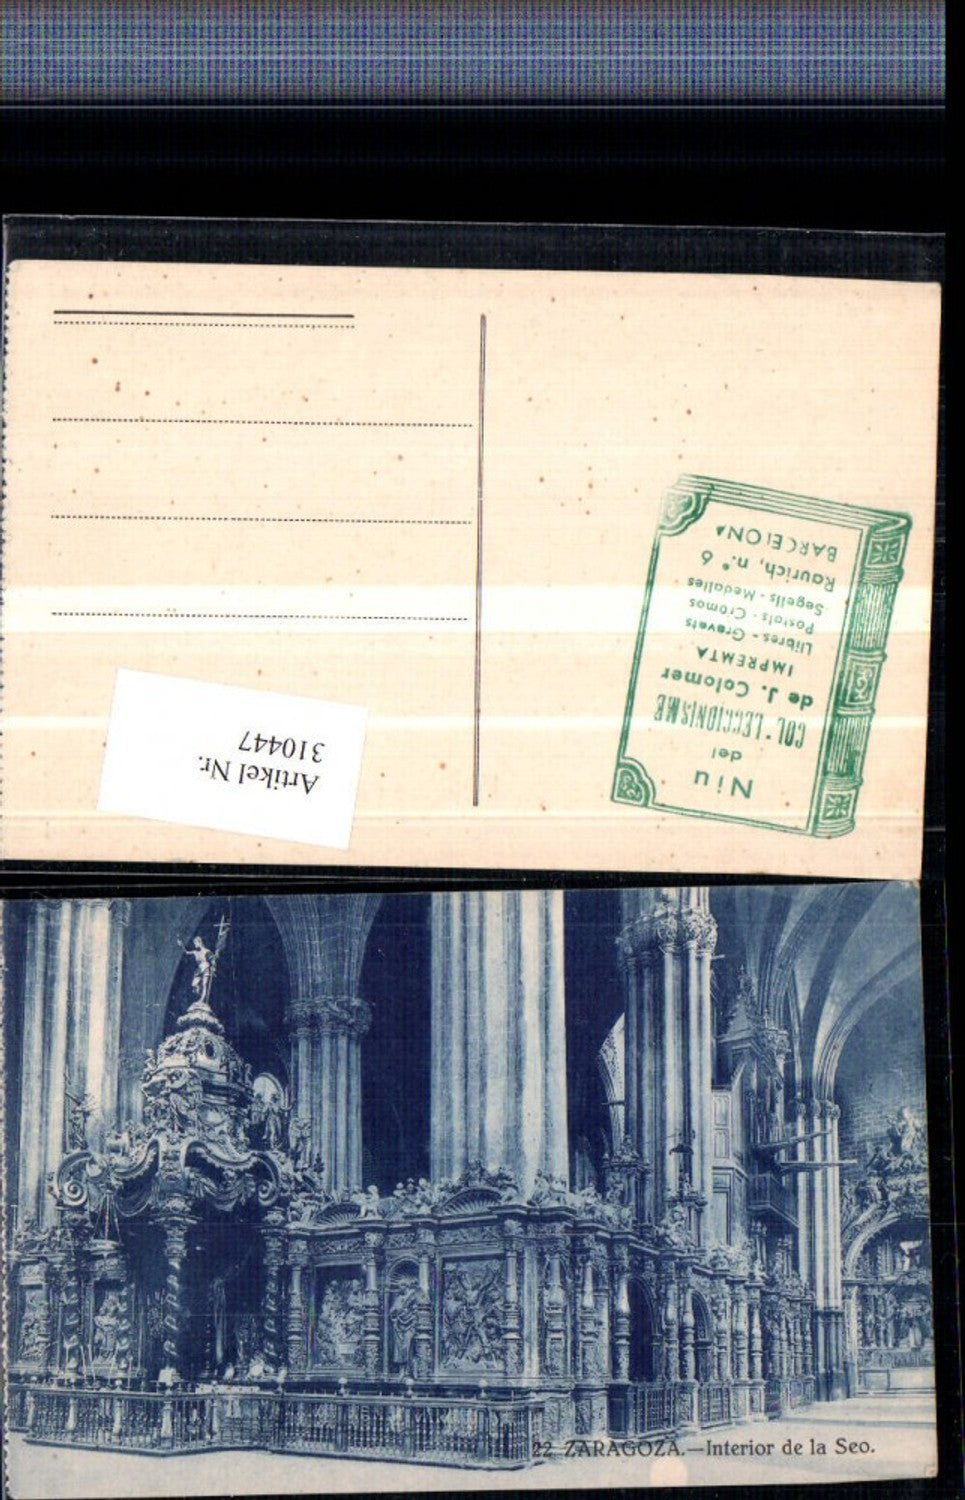 Niu
del
COL·LECCIONISME
de J. Colomer
IMPREMTA
Llibres - Gravats
Postals - Cromos
Segells - Medalles
Raurich, n.º 6
BARCELONA
Artikel Nr.
310447
22 ZARAGOZA.—Interior de la Seo.